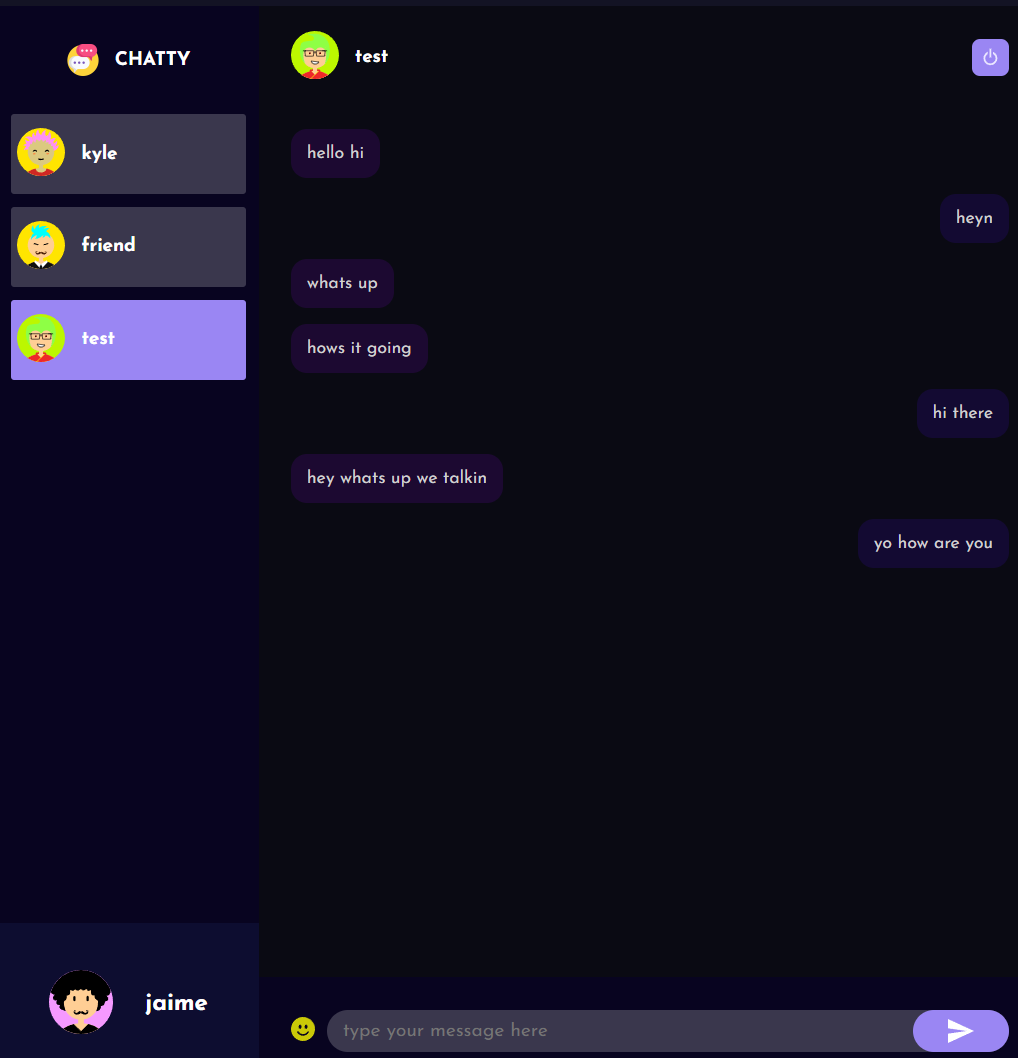 CHATTY
kyle
friend
test
jaime
test
hello hi
heyn
whats up
hows it going
hi there
hey whats up we talkin
yo how are you
type your message here